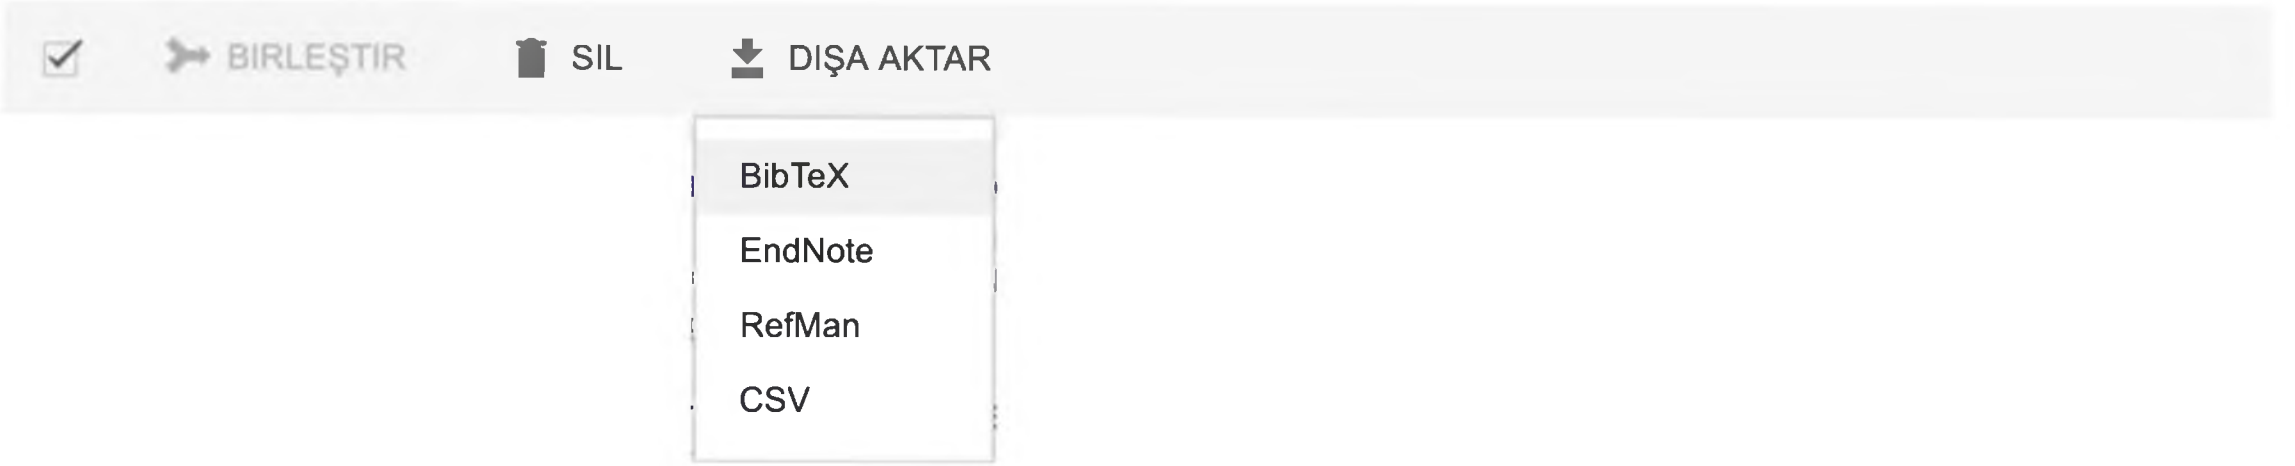 BIRLEŞTIR SIL DIŞA AKTAR
BibTeX
EndNote
RefMan
CSV